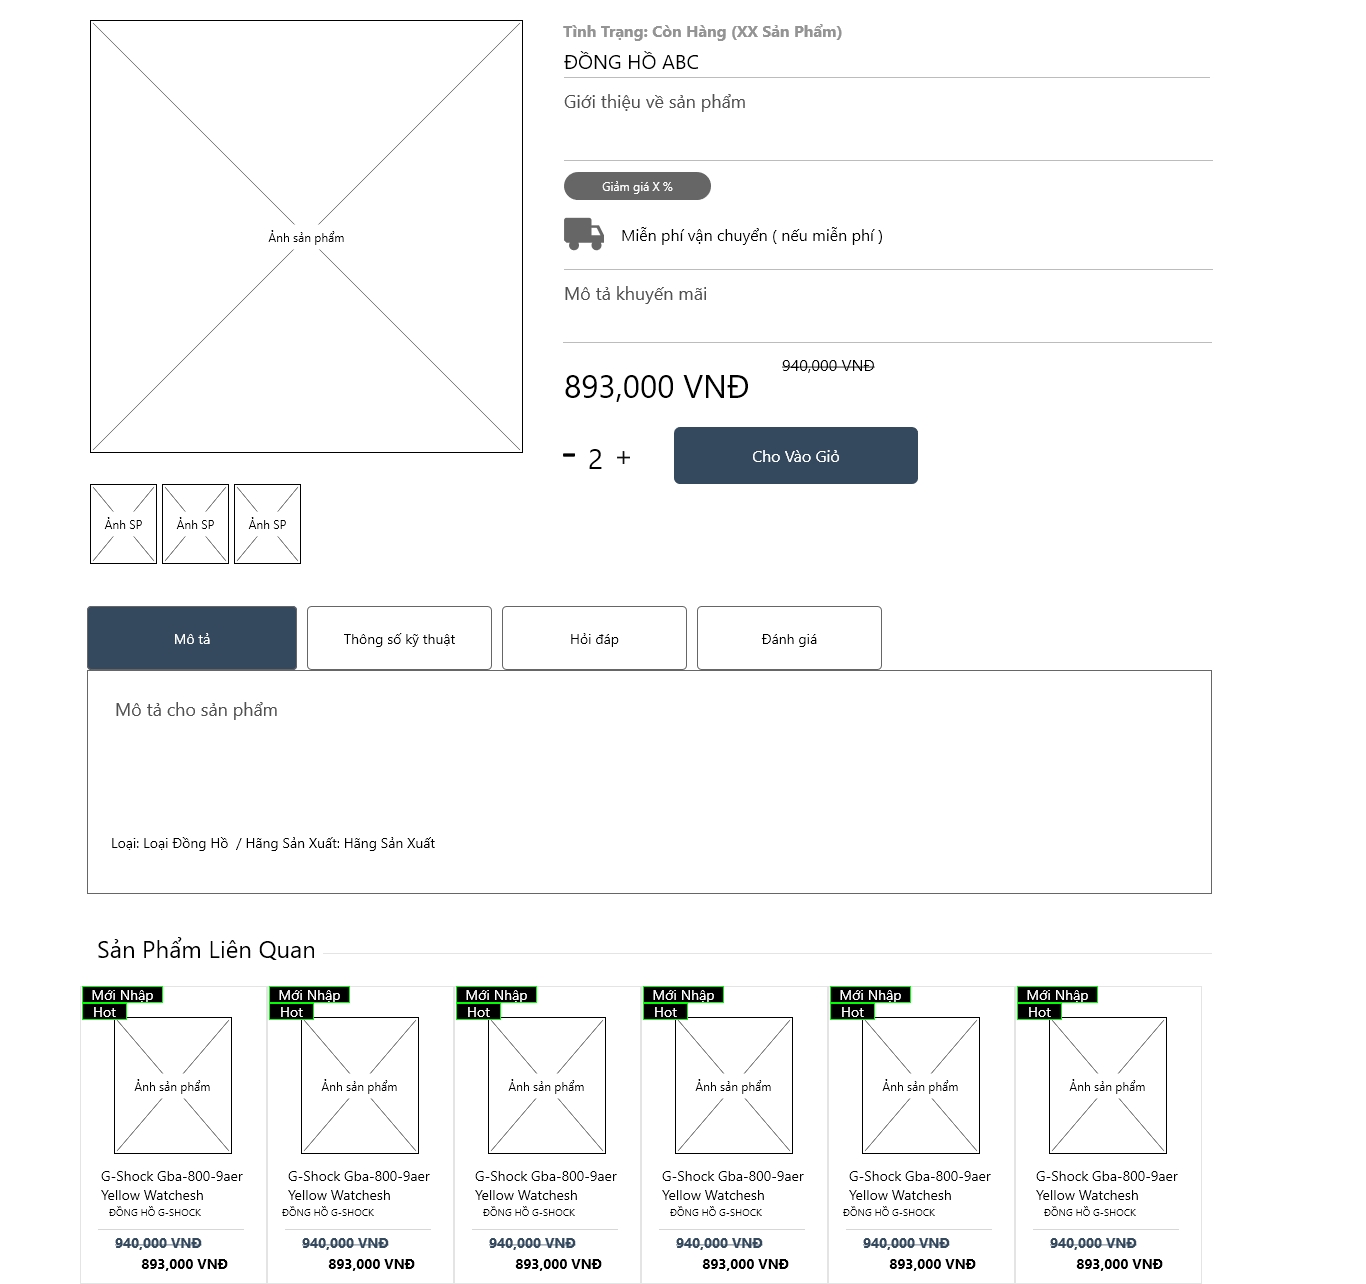 Tình Trạng: Còn Hàng (XX Sản Phẩm)
ĐỒNG HỒ ABC
Giới thiệu về sản phẩm
Giảm giá X %
Miễn phí vận chuyển ( nếu miễn phí )
Mô tả khuyến mãi
940,000 VNĐ
893,000 VNĐ
- 2 +
Cho Vào Giỏ
Ảnh sản phẩm
Ảnh SP Ảnh SP Ảnh SP
Mô tả Thông số kỹ thuật Hỏi đáp Đánh giá
Mô tả cho sản phẩm
Loại: Loại Đồng Hồ / Hãng Sản Xuất: Hãng Sản Xuất
Sản Phẩm Liên Quan
Mới Nhập
Hot
Ảnh sản phẩm
G-Shock Gba-800-9aer
Yellow Watchesh
ĐỒNG HỒ G-SHOCK
940,000 VNĐ
893,000 VNĐ
Mới Nhập
Hot
Ảnh sản phẩm
G-Shock Gba-800-9aer
Yellow Watchesh
ĐỒNG HỒ G-SHOCK
940,000 VNĐ
893,000 VNĐ
Mới Nhập
Hot
Ảnh sản phẩm
G-Shock Gba-800-9aer
Yellow Watchesh
ĐỒNG HỒ G-SHOCK
940,000 VNĐ
893,000 VNĐ
Mới Nhập
Hot
Ảnh sản phẩm
G-Shock Gba-800-9aer
Yellow Watchesh
ĐỒNG HỒ G-SHOCK
940,000 VNĐ
893,000 VNĐ
Mới Nhập
Hot
Ảnh sản phẩm
G-Shock Gba-800-9aer
Yellow Watchesh
ĐỒNG HỒ G-SHOCK
940,000 VNĐ
893,000 VNĐ
Mới Nhập
Hot
Ảnh sản phẩm
G-Shock Gba-800-9aer
Yellow Watchesh
ĐỒNG HỒ G-SHOCK
940,000 VNĐ
893,000 VNĐ